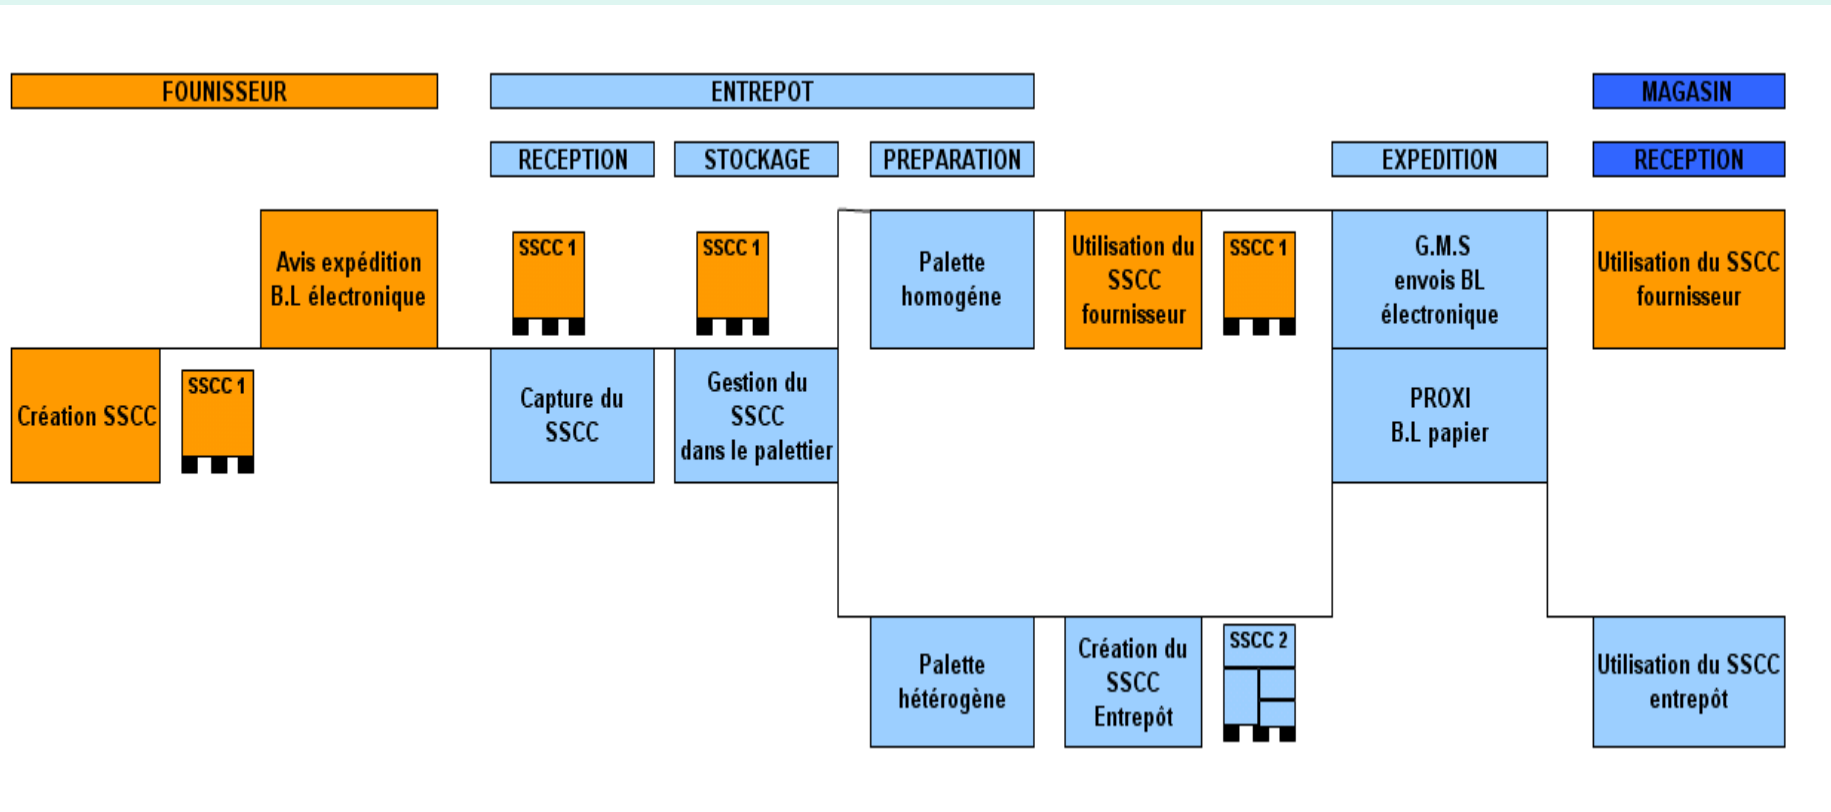 FOUNISSEUR
ENTREPOT
MAGASIN
RECEPTION
STOCKAGE
PREPARATION
EXPEDITION
RECEPTION
Avis expédition
B.L électronique
SSCC 1
SSCC 1
Palette
homogéne
Utilisation du
SSCC
fournisseur
SSCC 1
G.M.S
envois BL
électronique
Utilisation du SSCC
fournisseur
Création SSCC
SSCC 1
Capture du
SSCC
Gestion du
SSCC
dans le palettier
PROXI
B.L papier
Palette
hétérogène
Création du
SSCC
Entrepôt
SSCC 2
Utilisation du SSCC
entrepôt